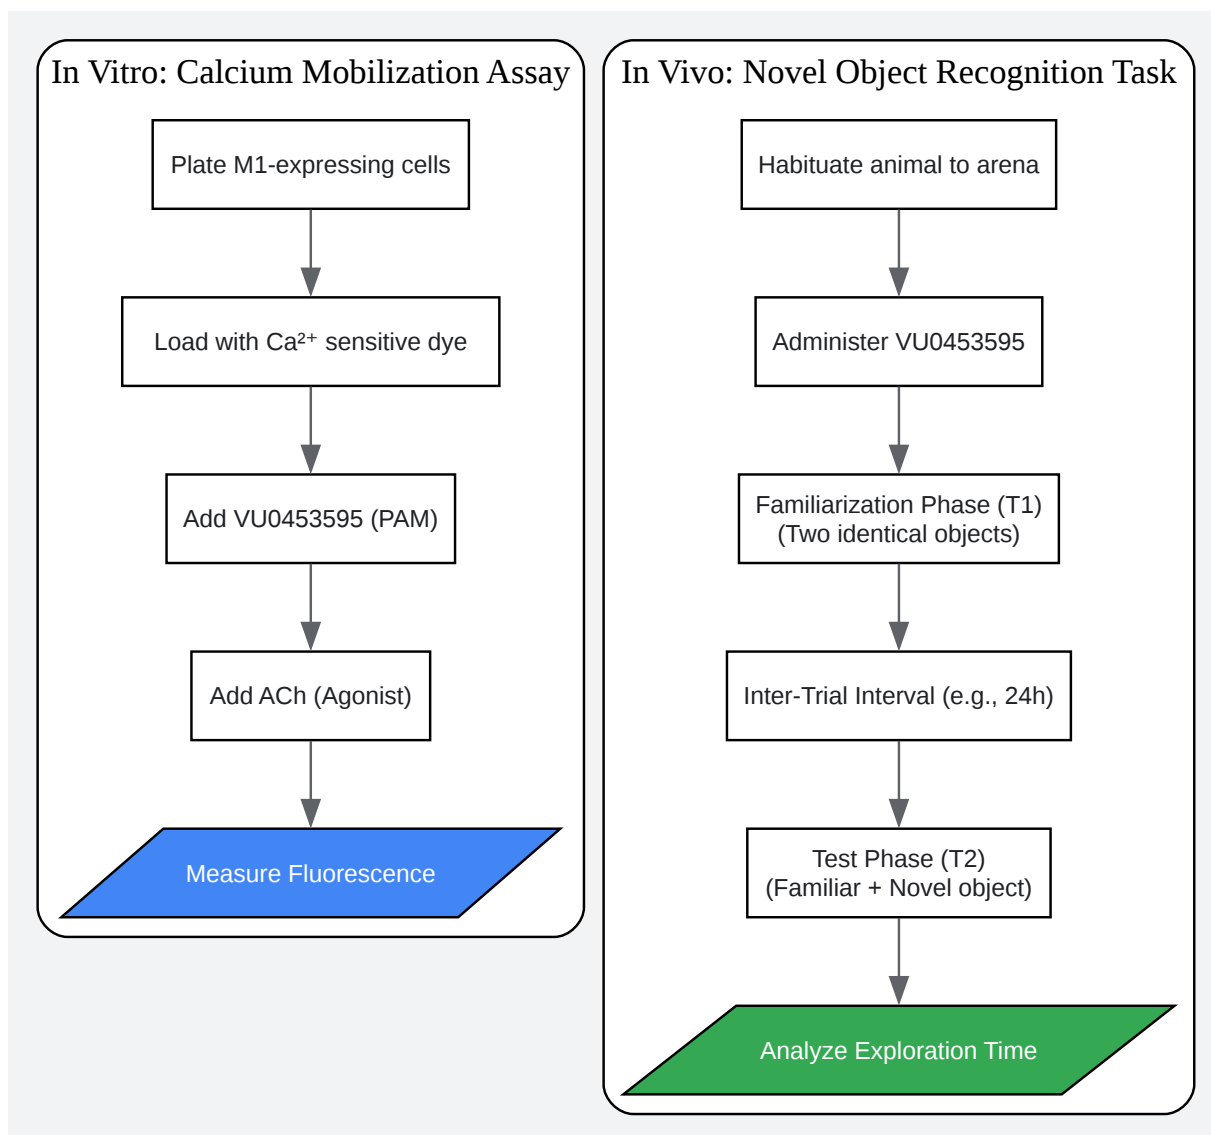 In Vitro: Calcium Mobilization Assay
Plate M1-expressing cells
Load with Ca²⁺ sensitive dye
Add VU0453595 (PAM)
Add ACh (Agonist)
Measure Fluorescence
In Vivo: Novel Object Recognition Task
Habituate animal to arena
Administer VU0453595
Familiarization Phase (T1)
(Two identical objects)
Inter-Trial Interval (e.g., 24h)
Test Phase (T2)
(Familiar + Novel object)
Analyze Exploration Time